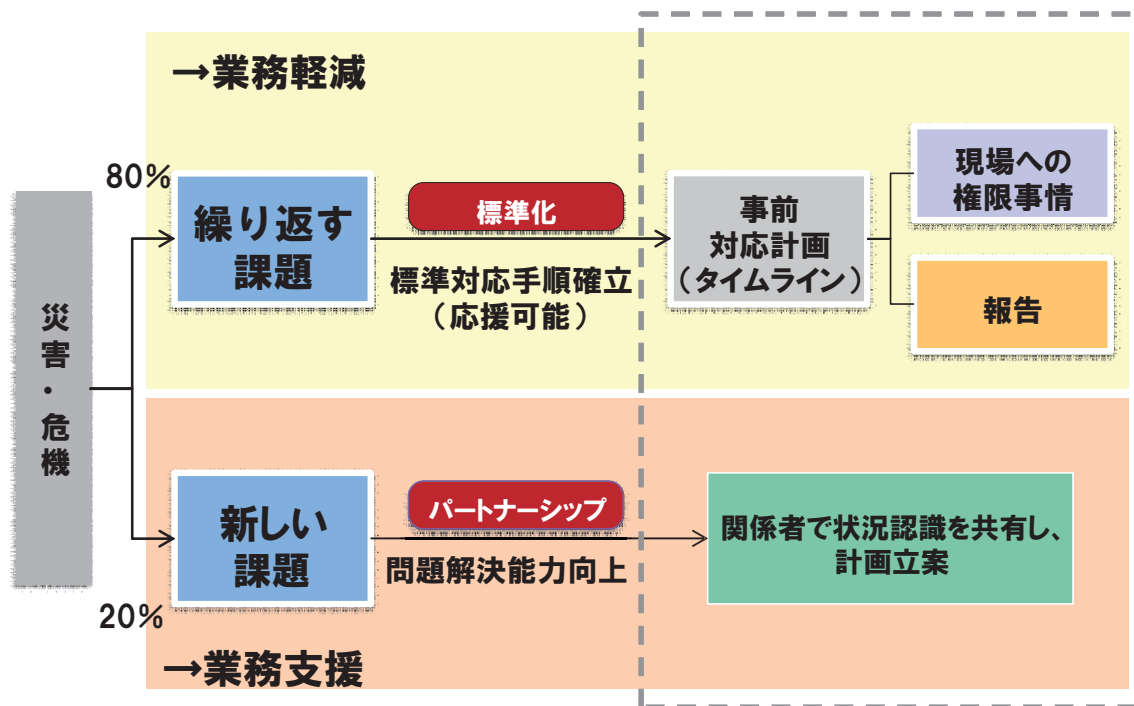 →業務軽減
80%
繰り返す
課題
標準化
標準対応手順確立
（応援可能）
事前
対応計画
（タイムライン）
現場への
権限事情
報告
災害・危機
新しい
課題
20%
パートナーシップ
問題解決能力向上
関係者で状況認識を共有し、
計画立案
→業務支援